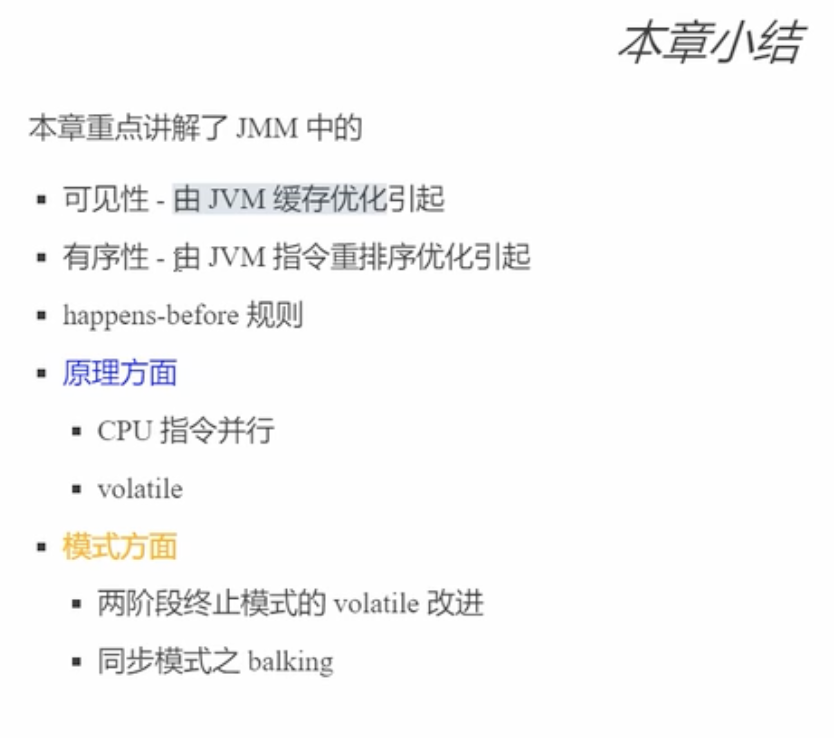 本章小结
本章重点讲解了 JMM 中的
可见性 - 由 JVM 缓存优化引起
有序性 - 由 JVM 指令重排序优化引起
happens-before 规则
原理方面
CPU 指令并行
volatile
模式方面
两阶段终止模式的 volatile 改进
同步模式之 balking